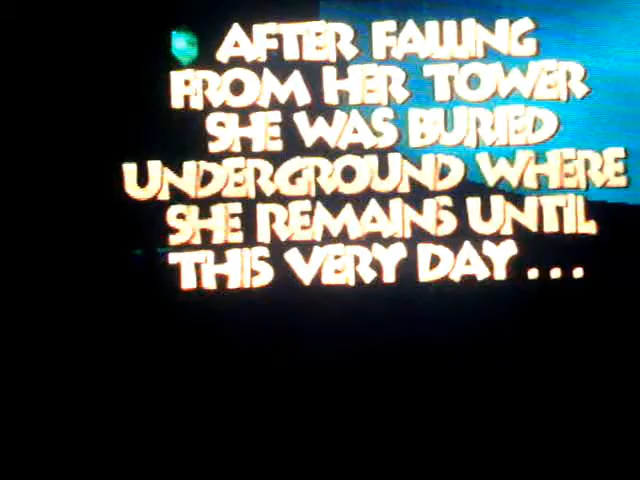 AFTER FALLING
FROM HER TOWER
SHE WAS BURIED
UNDERGROUND WHERE
SHE REMAINS UNTIL
THIS VERY DAY . . .